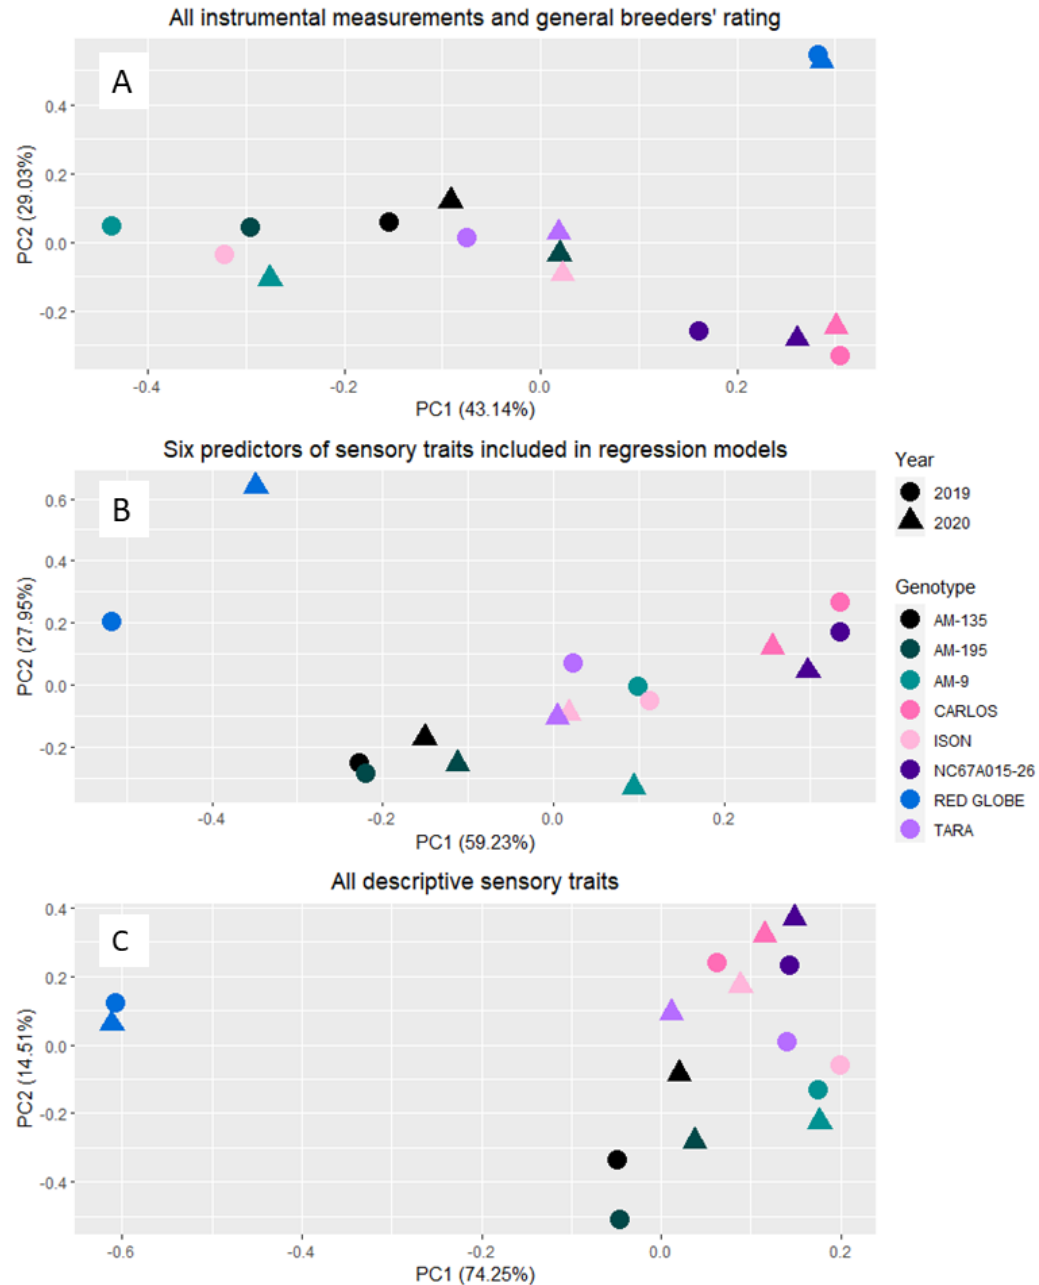 All instrumental measurements and general breeders' rating
A
0.4
0.2
0.0
-0.2
PC2 (29.03%)
-0.4
-0.2
0.0
0.2
PC1 (43.14%)
Six predictors of sensory traits included in regression models
B
0.6
0.4
0.2
0.0
-0.2
PC2 (27.95%)
-0.4
-0.2
0.0
0.2
PC1 (59.23%)
Year
2019
2020
Genotype
AM-135
AM-195
AM-9
CARLOS
ISON
NC67A015-26
RED GLOBE
TARA
All descriptive sensory traits
C
0.4
0.2
0.0
-0.2
-0.4
PC2 (14.51%)
-0.6
-0.4
-0.2
0.0
0.2
PC1 (74.25%)